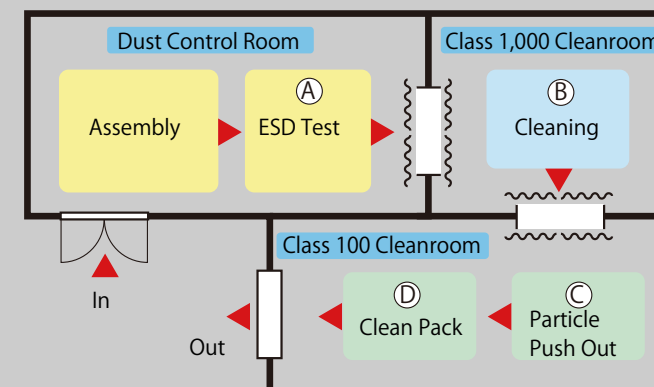 Dust Control Room
Class 1,000 Cleanroom
Assembly
A
ESD Test
B
Cleaning
In
Class 100 Cleanroom
Out
D
Clean Pack
C
Particle
Push Out